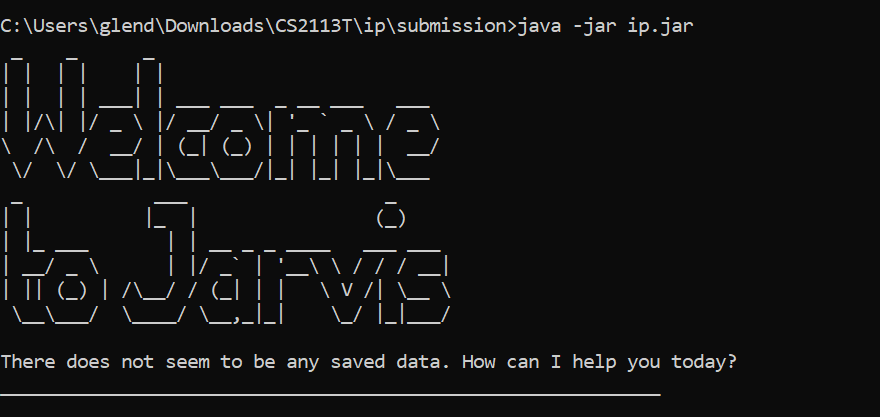 C:\Users\glend\Downloads\CS2113T\ip\submission>java -jar ip.jar
Welcome
to Jarvis
There does not seem to be any saved data. How can I help you today?